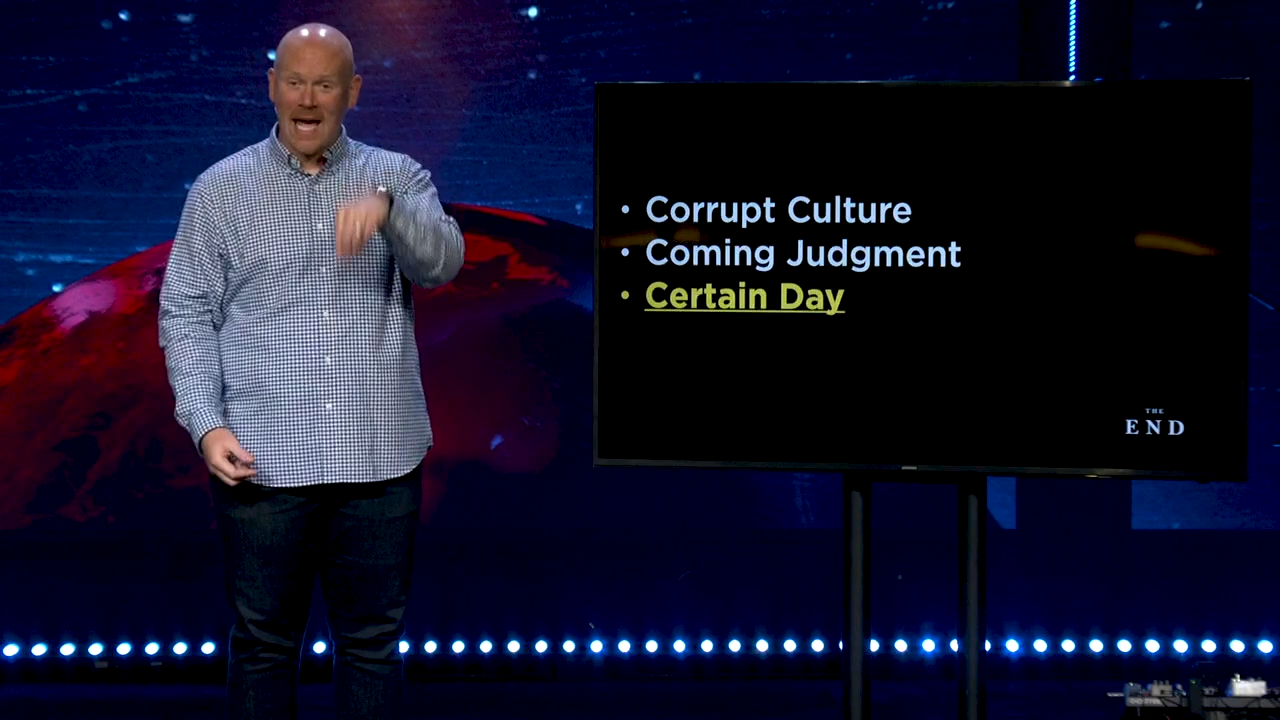 • Corrupt Culture
• Coming Judgment
• Certain Day
THE
END